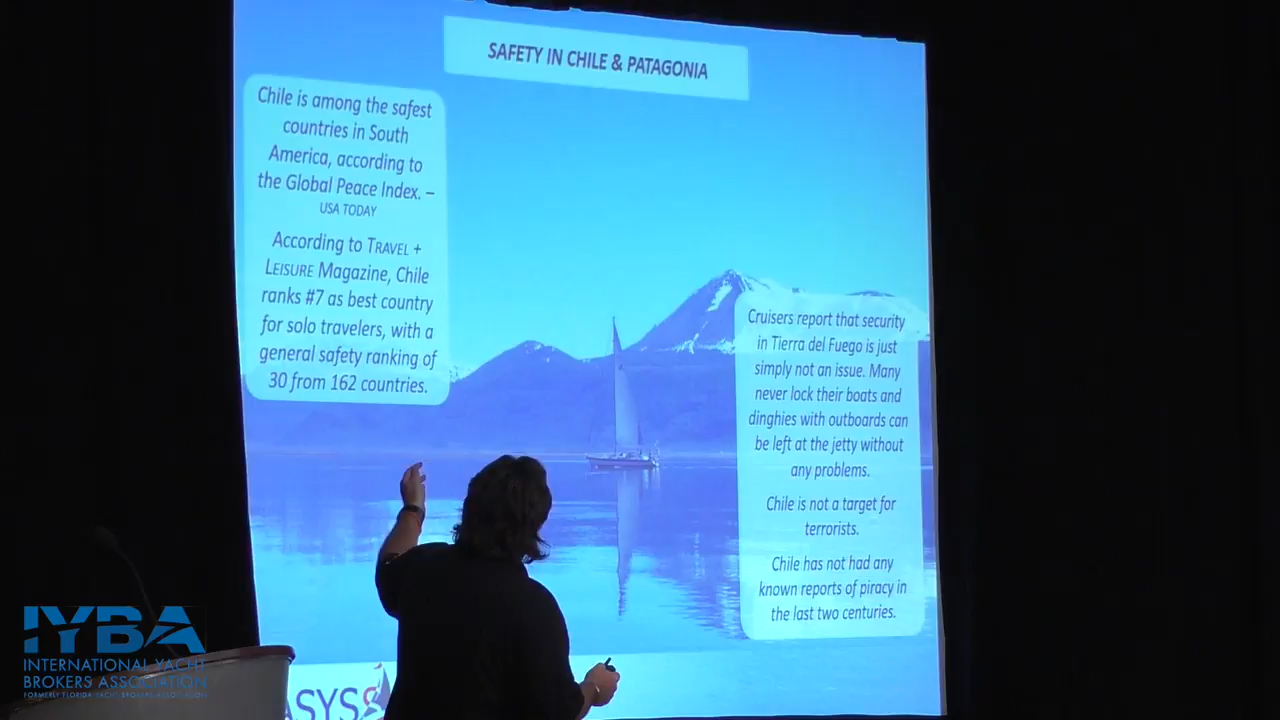 SAFETY IN CHILE & PATAGONIA
Chile is among the safest
countries in South
America, according to
the Global Peace Index. –
USA TODAY
According to TRAVEL +
LEISURE Magazine, Chile
ranks #7 as best country
for solo travelers, with a
general safety ranking of
30 from 162 countries.
Cruisers report that security
in Tierra del Fuego is just
simply not an issue. Many
never lock their boats and
dinghies with outboards can
be left at the jetty without
any problems.
Chile is not a target for
terrorists.
Chile has not had any
known reports of piracy in
the last two centuries.
IYBA
INTERNATIONAL YACHT
BROKERS ASSOCIATION
FORMERLY FLORIDA YACHT BROKERS ASSOCIATION